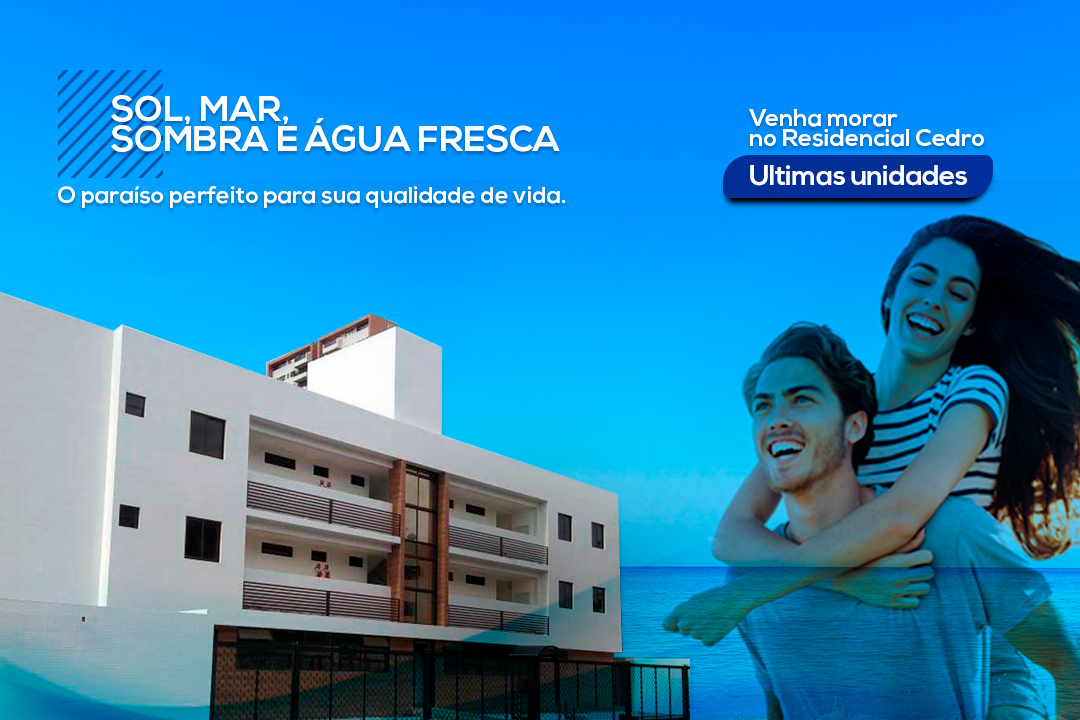 SOL, MAR,
SOMBRA E ÁGUA FRESCA
O paraíso perfeito para sua qualidade de vida.
Venha morar
no Residencial Cedro
Ultimas unidades